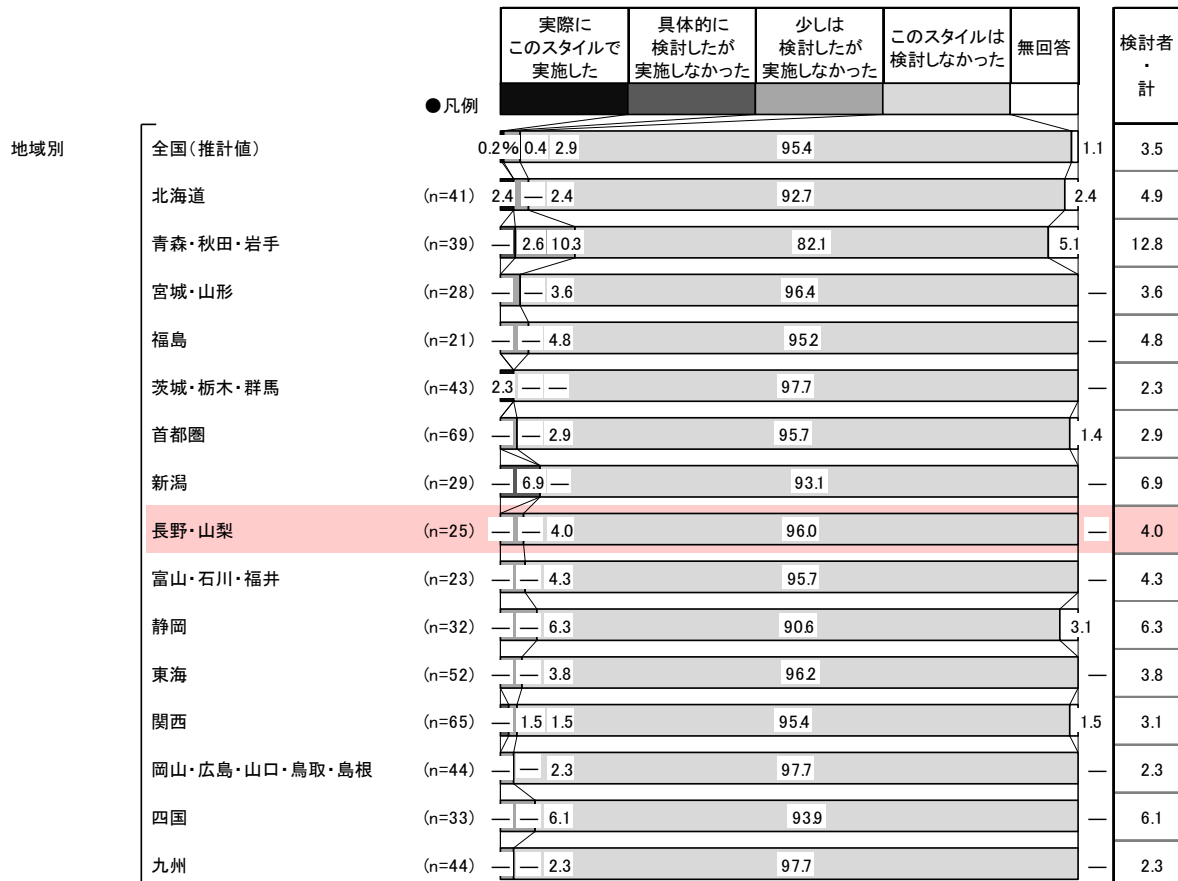 実際に
このスタイルで
実施した
具体的に
検討したが
実施しなかった
少しは
検討したが
実施しなかった
このスタイルは
検討しなかった
無回答
検討者
・
計
●凡例
地域別
全国(推計値) 0.2% 0.4 2.9 95.4 1.1 3.5
北海道 (n=41) 2.4 — 2.4 92.7 2.4 4.9
青森・秋田・岩手 (n=39) — 2.6 10.3 82.1 5.1 12.8
宮城・山形 (n=28) — — 3.6 96.4 — 3.6
福島 (n=21) — — 4.8 95.2 — 4.8
茨城・栃木・群馬 (n=43) 2.3 — — 97.7 — 2.3
首都圏 (n=69) — — 2.9 95.7 1.4 2.9
新潟 (n=29) — 6.9 — 93.1 — 6.9
長野・山梨 (n=25) — — 4.0 96.0 — 4.0
富山・石川・福井 (n=23) — — 4.3 95.7 — 4.3
静岡 (n=32) — — 6.3 90.6 3.1 6.3
東海 (n=52) — — 3.8 96.2 — 3.8
関西 (n=65) — 1.5 1.5 95.4 1.5 3.1
岡山・広島・山口・鳥取・島根 (n=44) — — 2.3 97.7 — 2.3
四国 (n=33) — — 6.1 93.9 — 6.1
九州 (n=44) — — 2.3 97.7 — 2.3